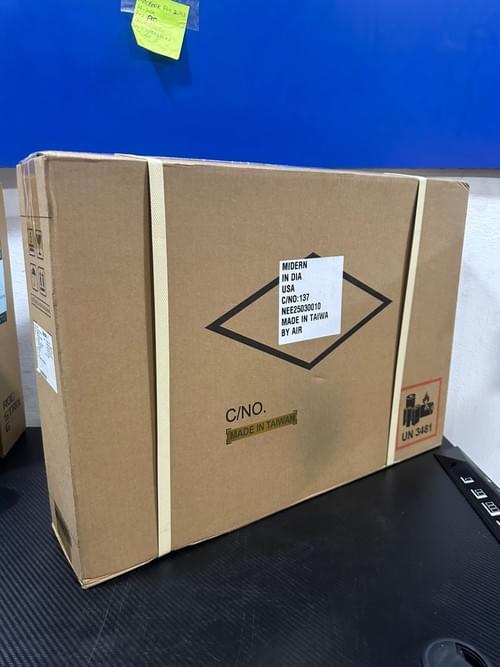 MIDERN
IN DIA
USA
C/NO:137
NEE25030010
MADE IN TAIWA
BY AIR
C/NO.
MADE IN TAIWAN
UN 3481